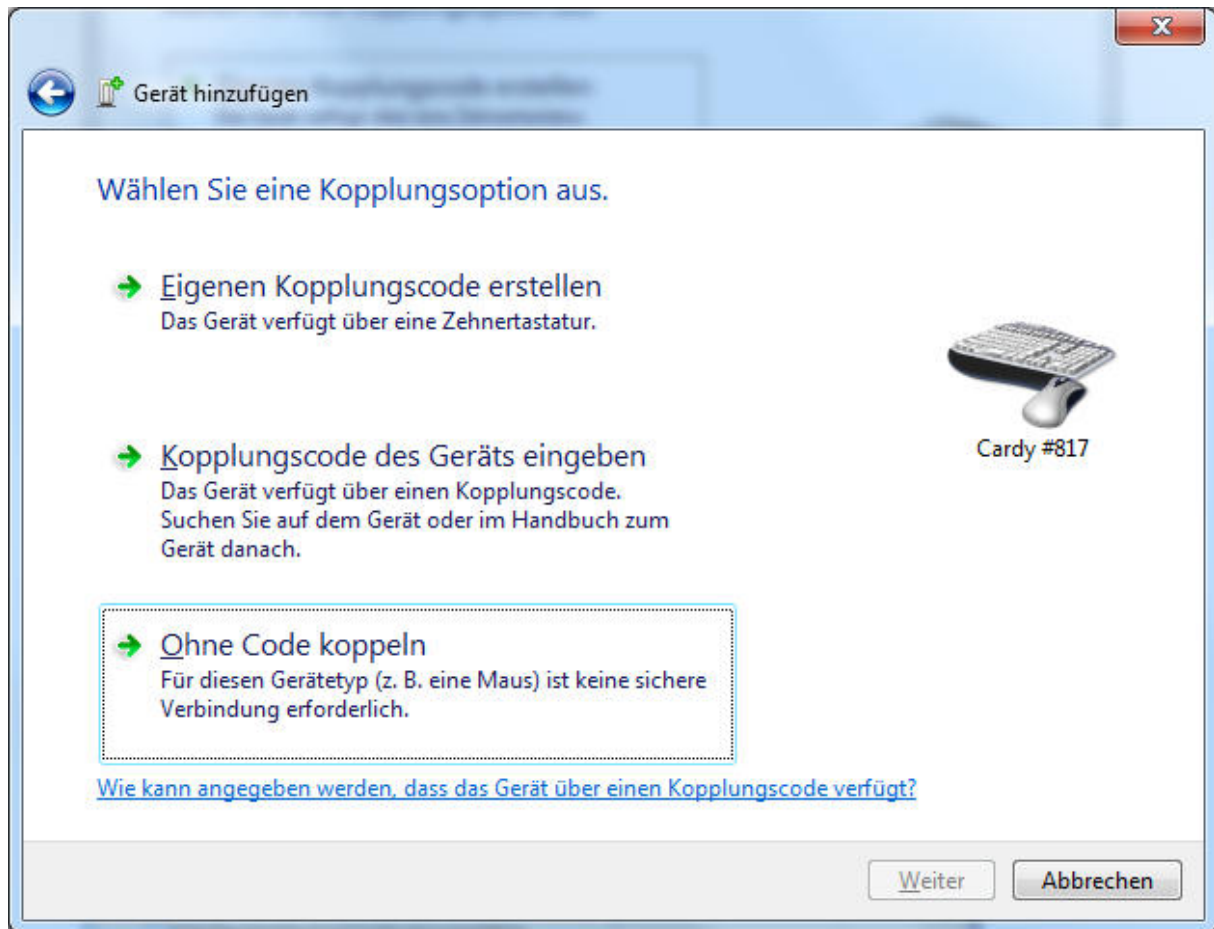 Gerät hinzufügen
Wählen Sie eine Kopplungsoption aus.
Eigenen Kopplungscode erstellen
Das Gerät verfügt über eine Zehnertastatur.
Kopplungscode des Geräts eingeben
Das Gerät verfügt über einen Kopplungscode.
Suchen Sie auf dem Gerät oder im Handbuch zum
Gerät danach.
Cardy #817
Ohne Code koppeln
Für diesen Gerätetyp (z. B. eine Maus) ist keine sichere
Verbindung erforderlich.
Wie kann angegeben werden, dass das Gerät über einen Kopplungscode verfügt?
Weiter
Abbrechen